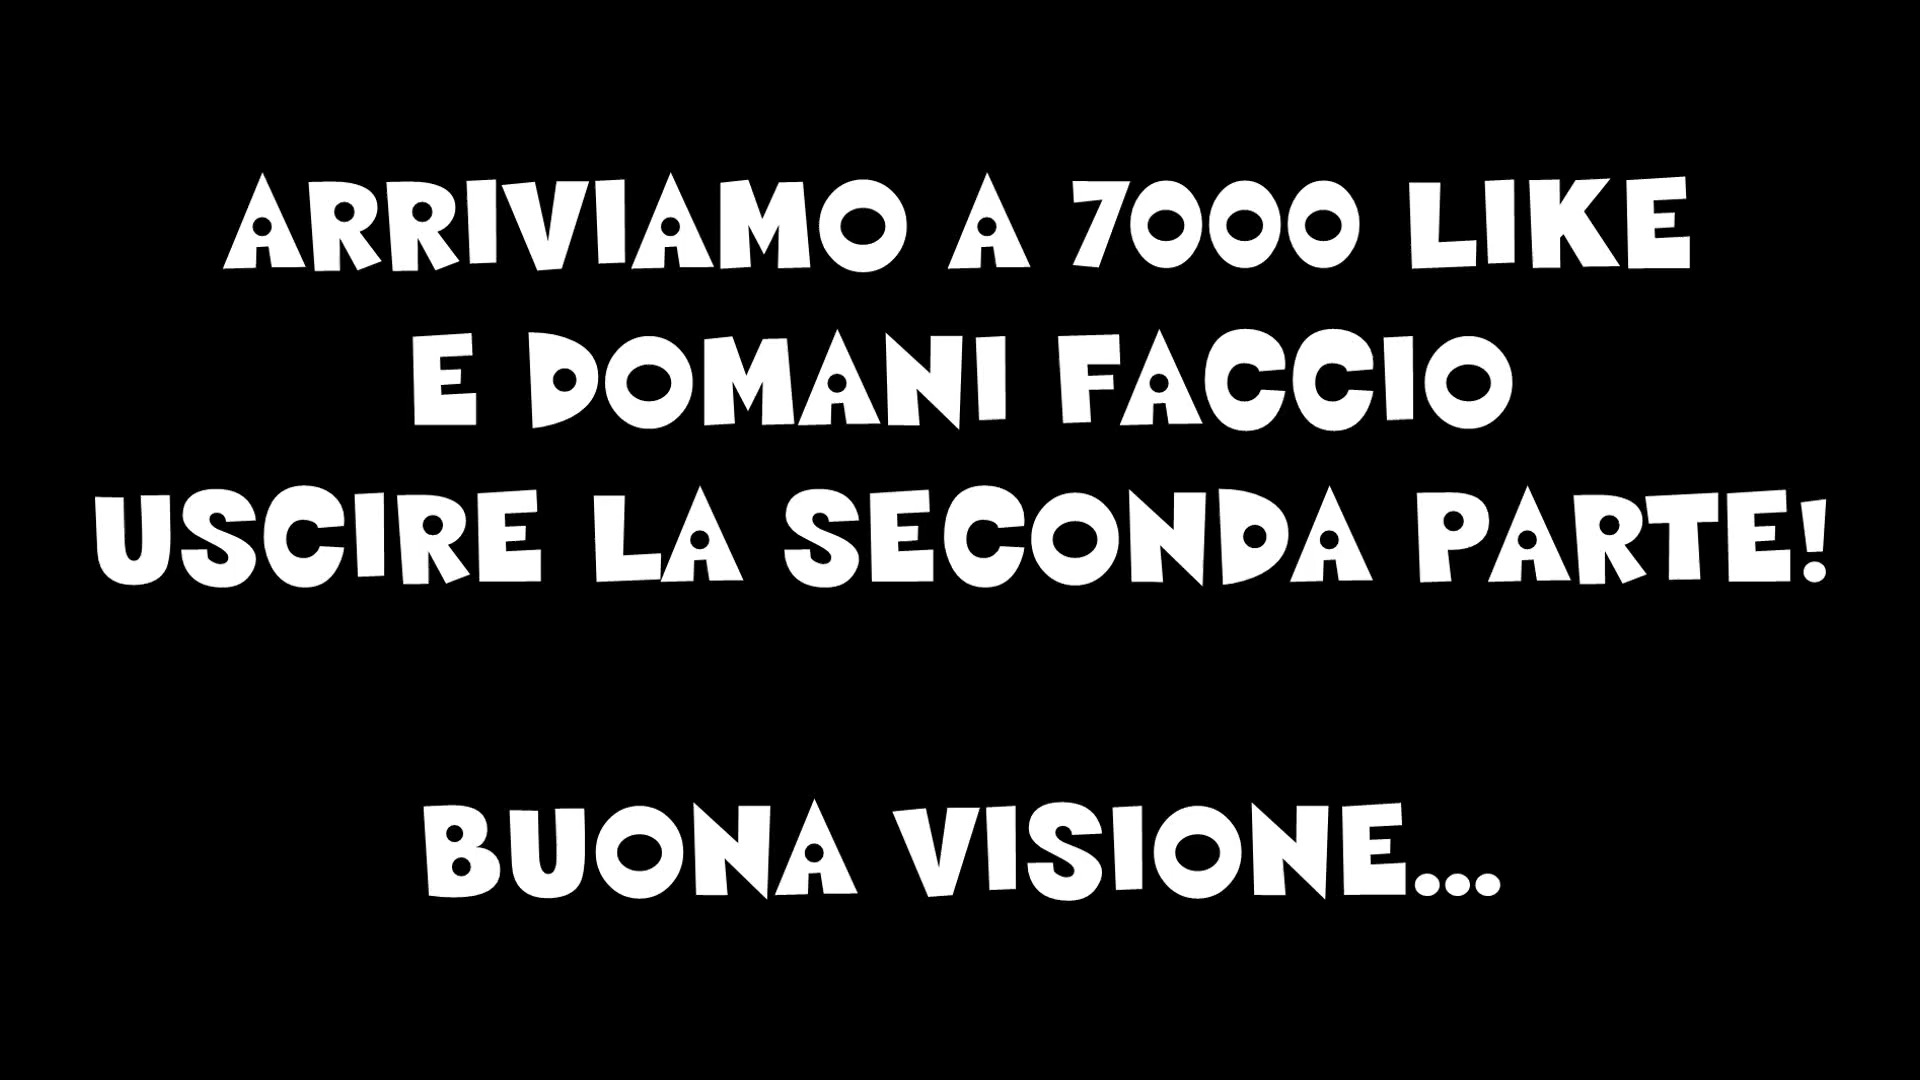 ARRIVIAMO A 7000 LIKE
E DOMANI FACCIO
USCIRE LA SECONDA PARTE!
BUONA VISIONE...